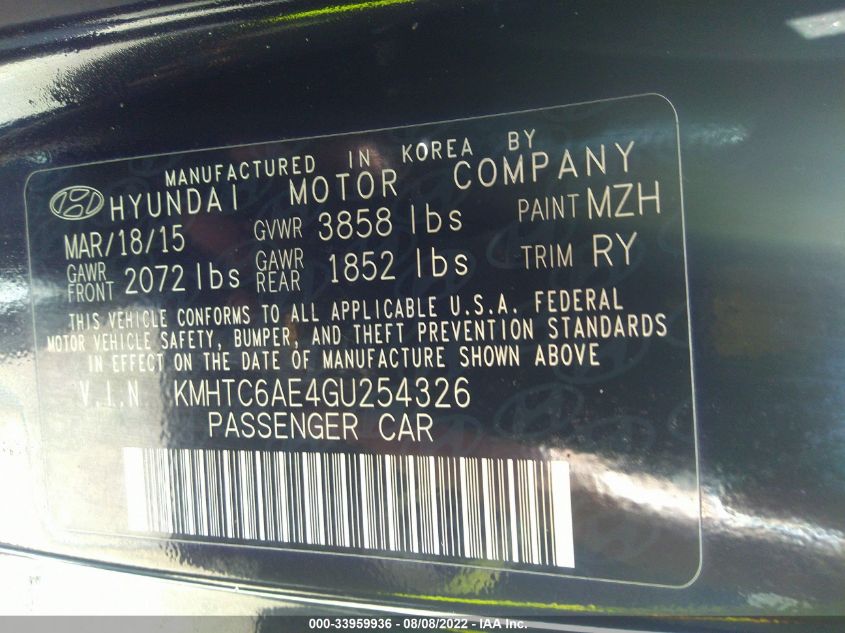 MANUFACTURED IN KOREA BY
HYUNDAI MOTOR COMPANY
MAR/18/15 GVWR 3858 lbs PAINT MZH
GAWR FRONT 2072 lbs GAWR REAR 1852 lbs TRIM RY
THIS VEHICLE CONFORMS TO ALL APPLICABLE U.S.A. FEDERAL
MOTOR VEHICLE SAFETY, BUMPER, AND THEFT PREVENTION STANDARDS
IN EFFECT ON THE DATE OF MANUFACTURE SHOWN ABOVE
V.I.N KMHTC6AE4GU254326
PASSENGER CAR
000-33959936 - 08/08/2022 - IAA Inc.